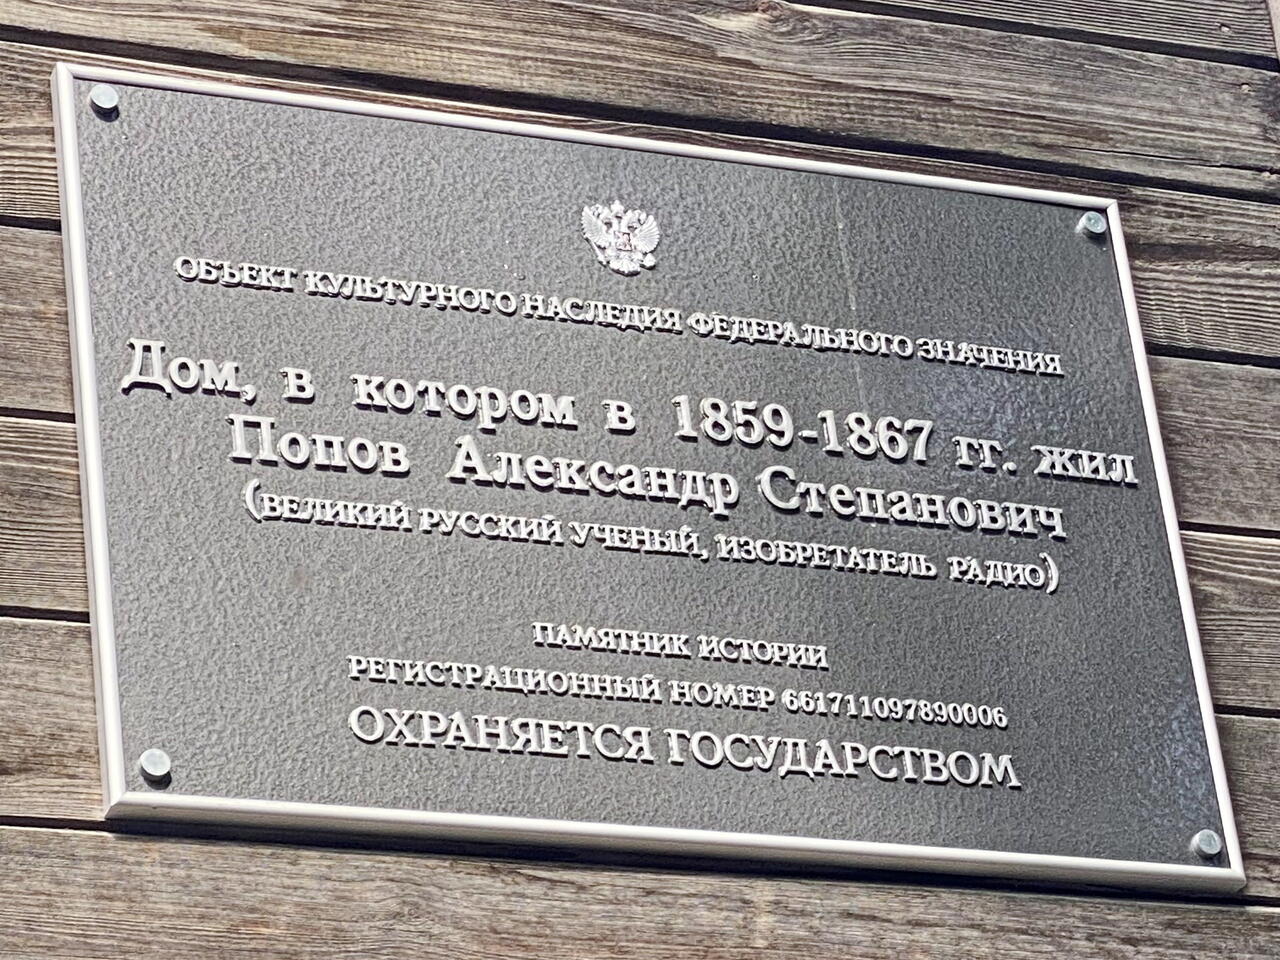 ОБЪЕКТ КУЛЬТУРНОГО НАСЛЕДИЯ ФЕДЕРАЛЬНОГО ЗНАЧЕНИЯ
Дом, в котором в 1859-1867 гг. жил
Попов Александр Степанович
(ВЕЛИКИЙ РУССКИЙ УЧЕНЫЙ, ИЗОБРЕТАТЕЛЬ РАДИО)
ПАМЯТНИК ИСТОРИИ
РЕГИСТРАЦИОННЫЙ НОМЕР 661711097890006
ОХРАНЯЕТСЯ ГОСУДАРСТВОМ